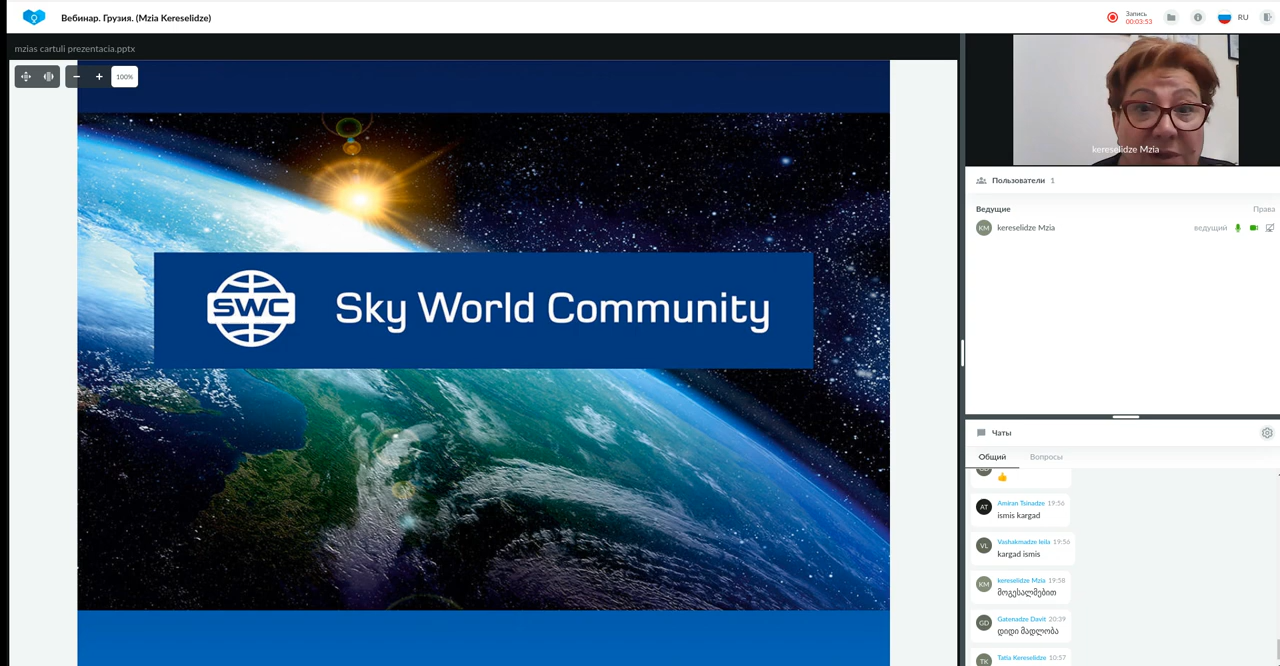 Вебинар. Грузия. (Mzia Kereselidze)
Запись
00:03:53
RU
mzias cartuli prezentacia.pptx
100%
SWC
Sky World Community
kereselidze Mzia
Пользователи 1
Ведущие
Права
KM
kereselidze Mzia
ведущий
Чаты
Общий
Вопросы
GD
AT
Amiran Tsinadze 19:56
ismis kargad
VL
Vashakmadze leila 19:56
kargad ismis
KM
kereselidze Mzia 19:58
მოგესალმებით
GD
Gatenadze Davit 20:39
დიდი მადლობა
TK
Tatia Kereselidze 10:57